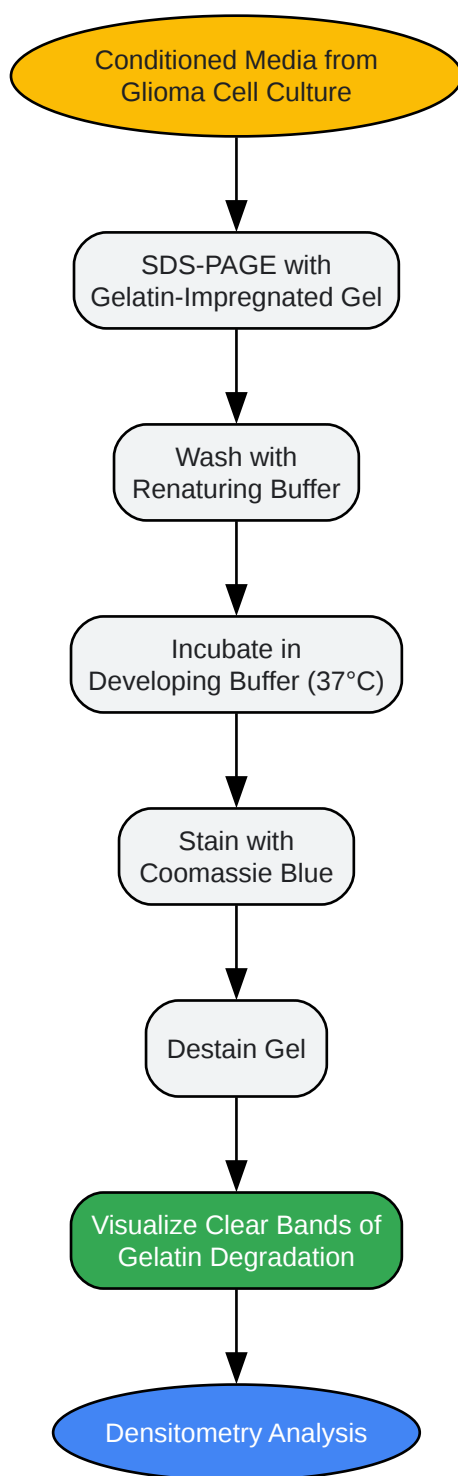 Conditioned Media from
Glioma Cell Culture
SDS-PAGE with
Gelatin-Impregnated Gel
Wash with
Renaturing Buffer
Incubate in
Developing Buffer (37°C)
Stain with
Coomassie Blue
Destain Gel
Visualize Clear Bands of
Gelatin Degradation
Densitometry Analysis